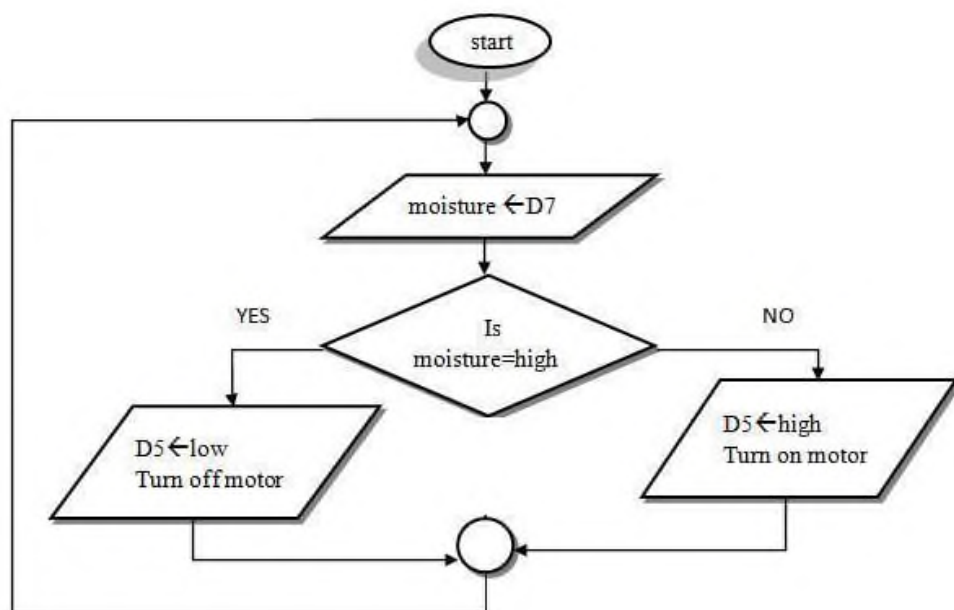 start
moisture ←D7
YES
NO
Is
moisture=high
D5←low
Turn off motor
D5←high
Turn on motor